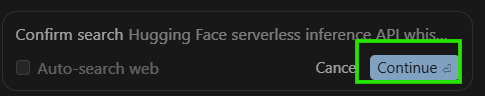 Confirm search Hugging Face serverless inference API whis...
Auto-search web
Cance
Continue ⏎